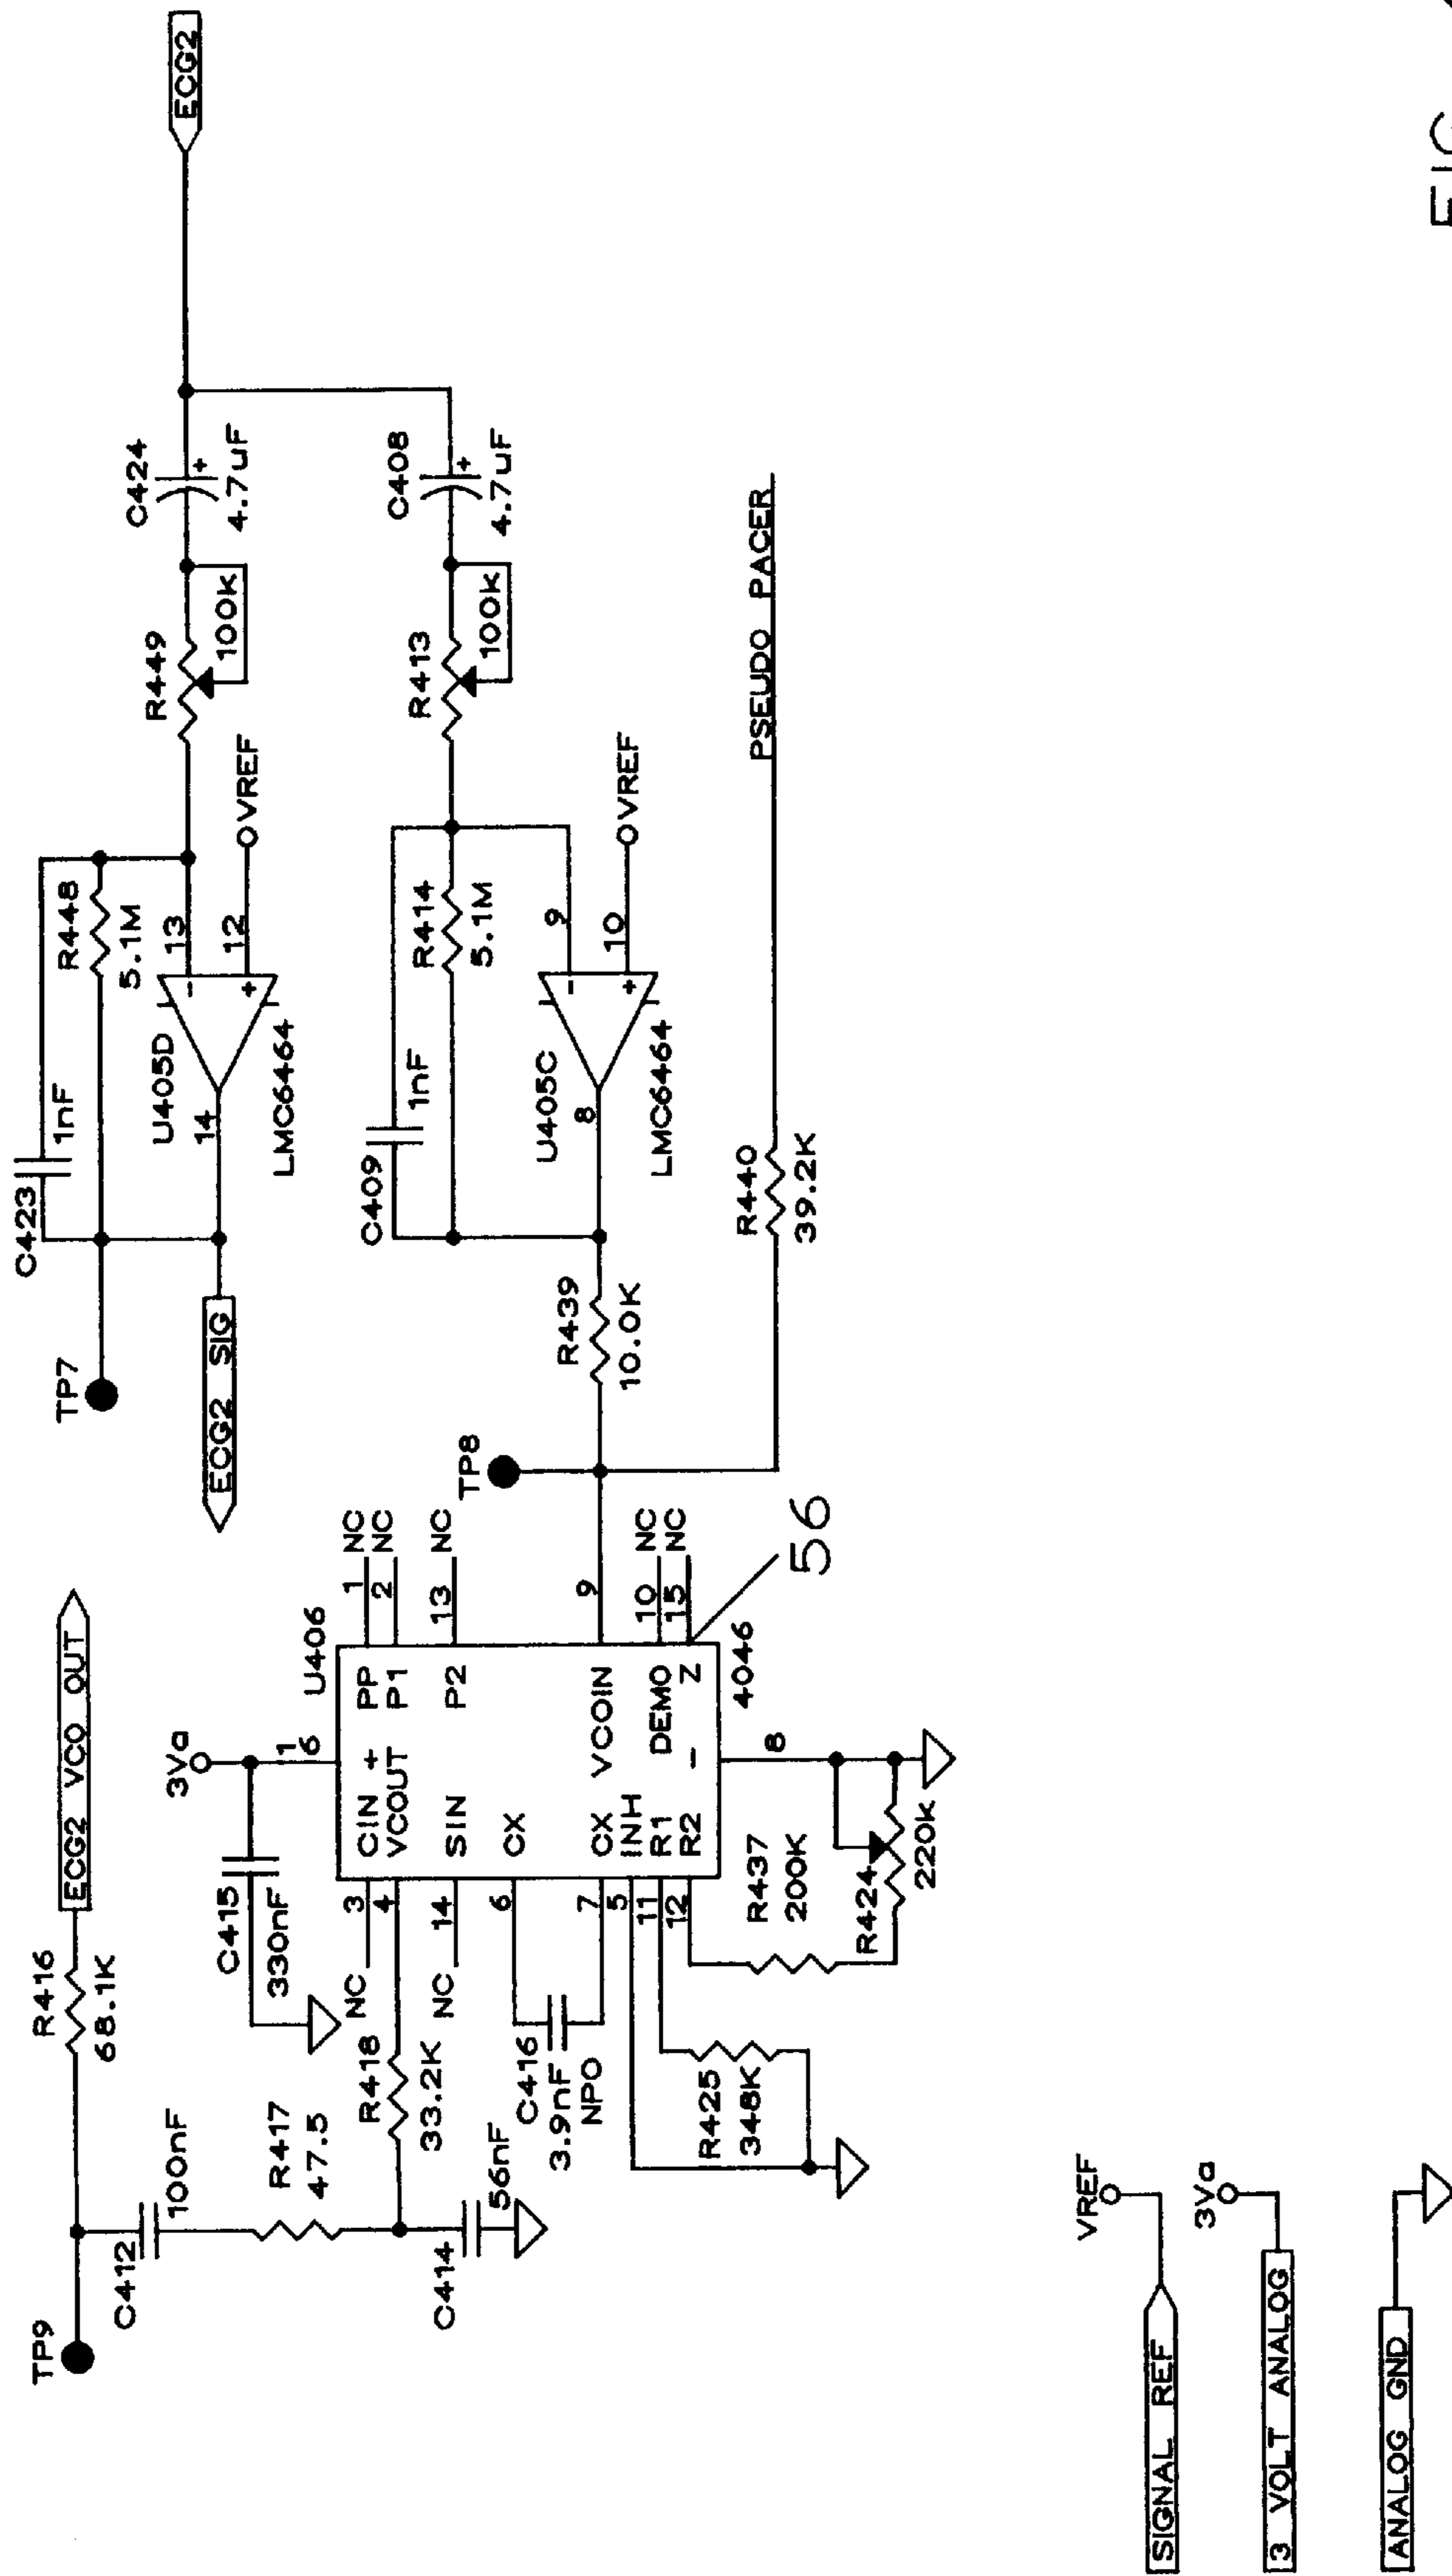 TP9
C412
100nF
R416
68.1K
ECG2 VCO OUT
R417
47.5
C414
56nF
R418
33.2K
C415
330nF
3Va
U406
4046
CIN +
VCOUT
SIN
CX
CX
INH
R1
R2
PP
P1
P2
VCOIN
DEMO
Z
-
1
6
3
4
14
6
7
5
11
12
1
2
13
9
10
15
8
NC
NC
NC
NC
NC
NC
NC
C416
3.9nF
NPO
R425
348K
R437
200K
R424
220K
56
TP7
ECG2 SIG
C423
1nF
R448
5.1M
U405D
14
13
12
-
+
LMC6464
VREF
R449
100K
C424
+
4.7uF
ECG2
TP8
R439
10.0K
C409
1nF
R414
5.1M
U405C
8
9
10
-
+
LMC6464
VREF
R413
100K
C408
+
4.7uF
R440
39.2K
PSEUDO PACER
SIGNAL REF
VREF
3 VOLT ANALOG
3Va
ANALOG GND
FIG